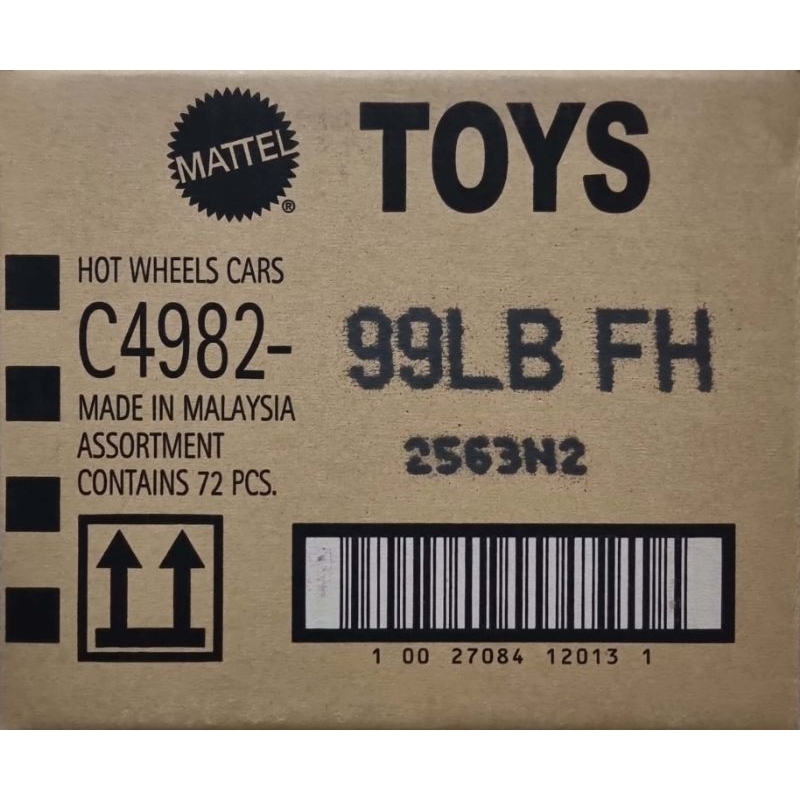 MATTEL®
TOYS
HOT WHEELS CARS
C4982-
99LB FH
MADE IN MALAYSIA
ASSORTMENT
CONTAINS 72 PCS.
2563N2
1 00 27084 12013 1